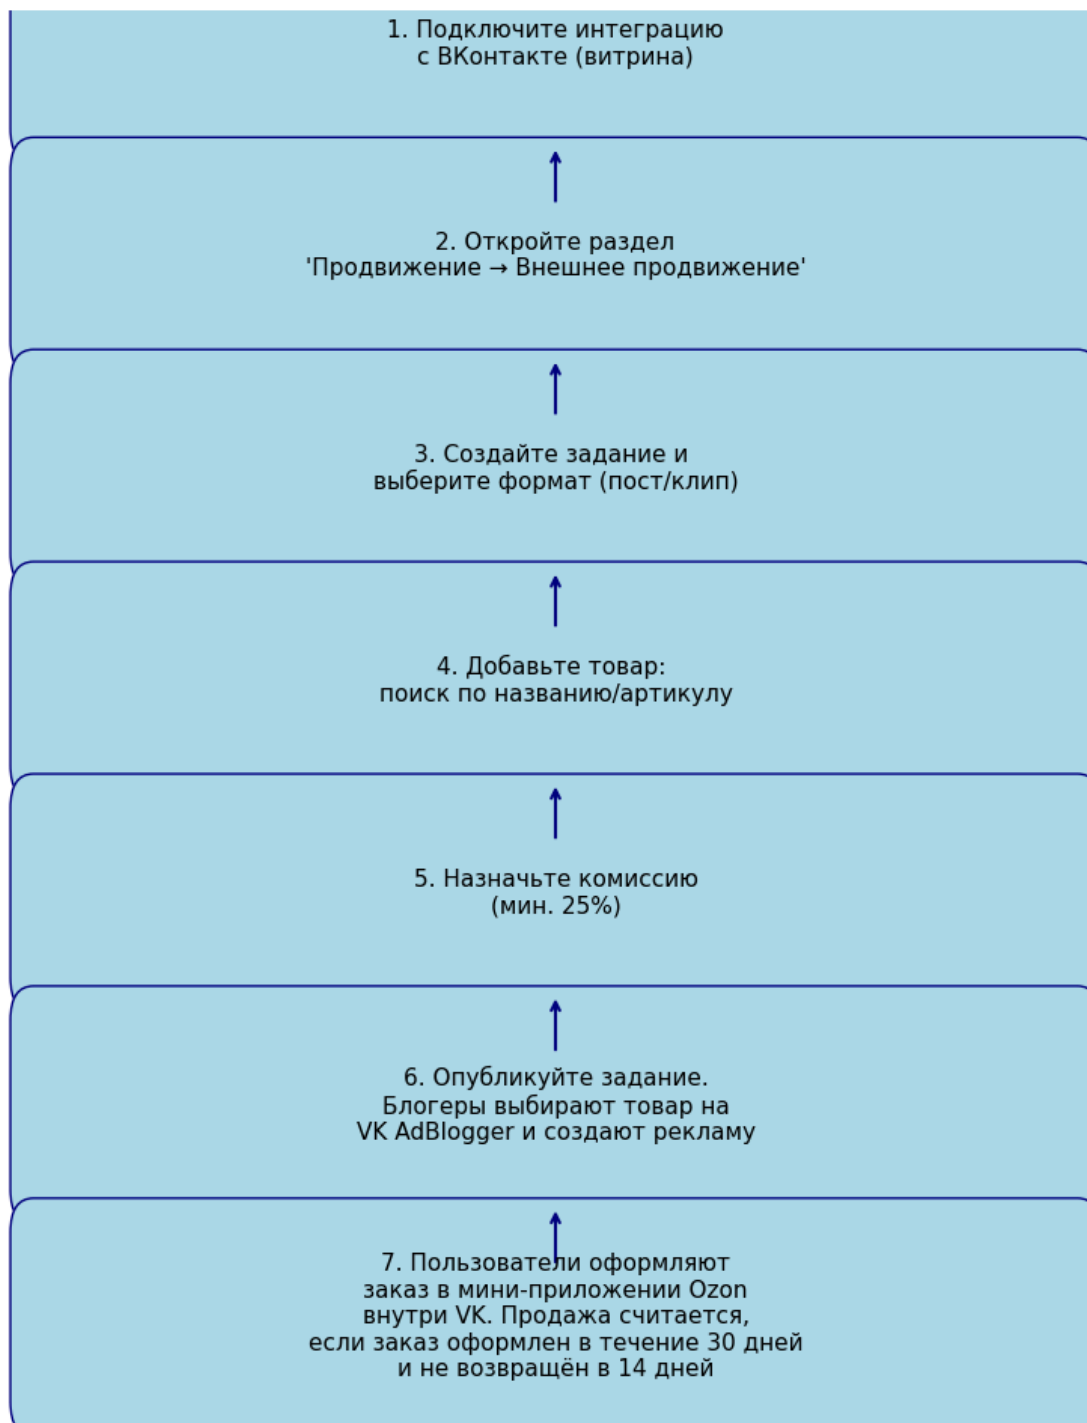 1. Подключите интеграцию
с ВКонтакте (витрина)
2. Откройте раздел
'Продвижение → Внешнее продвижение'
3. Создайте задание и
выберите формат (пост/клип)
4. Добавьте товар:
поиск по названию/артикулу
5. Назначьте комиссию
(мин. 25%)
6. Опубликуйте задание.
Блогеры выбирают товар на
VK AdBlogger и создают рекламу
7. Пользователи оформляют
заказ в мини-приложении Ozon
внутри VK. Продажа считается,
если заказ оформлен в течение 30 дней
и не возвращён в 14 дней